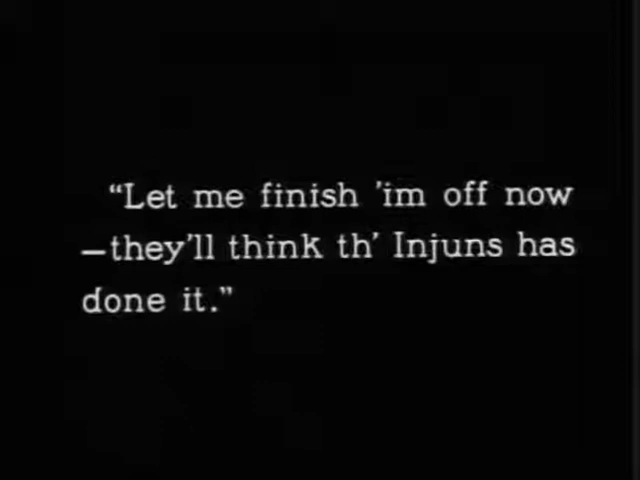 “Let me finish ’im off now
—they’ll think th’ Injuns has
done it.”